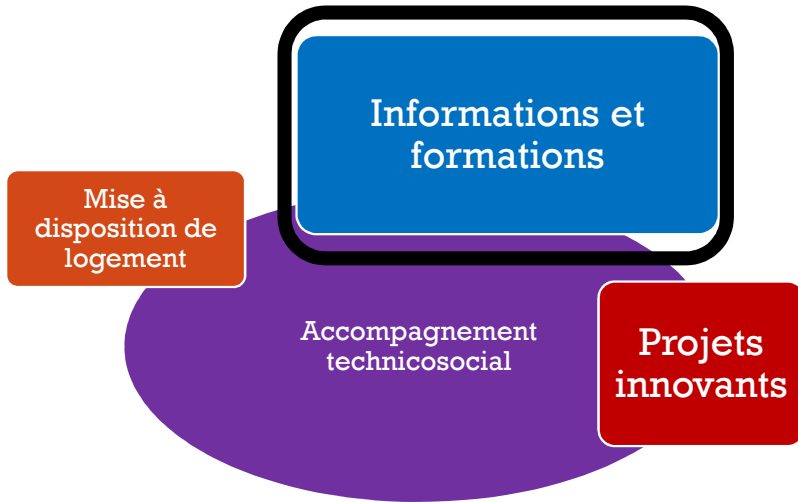 Informations et
formations
Mise à
disposition de
logement
Accompagnement
technicosocial
Projets
innovants